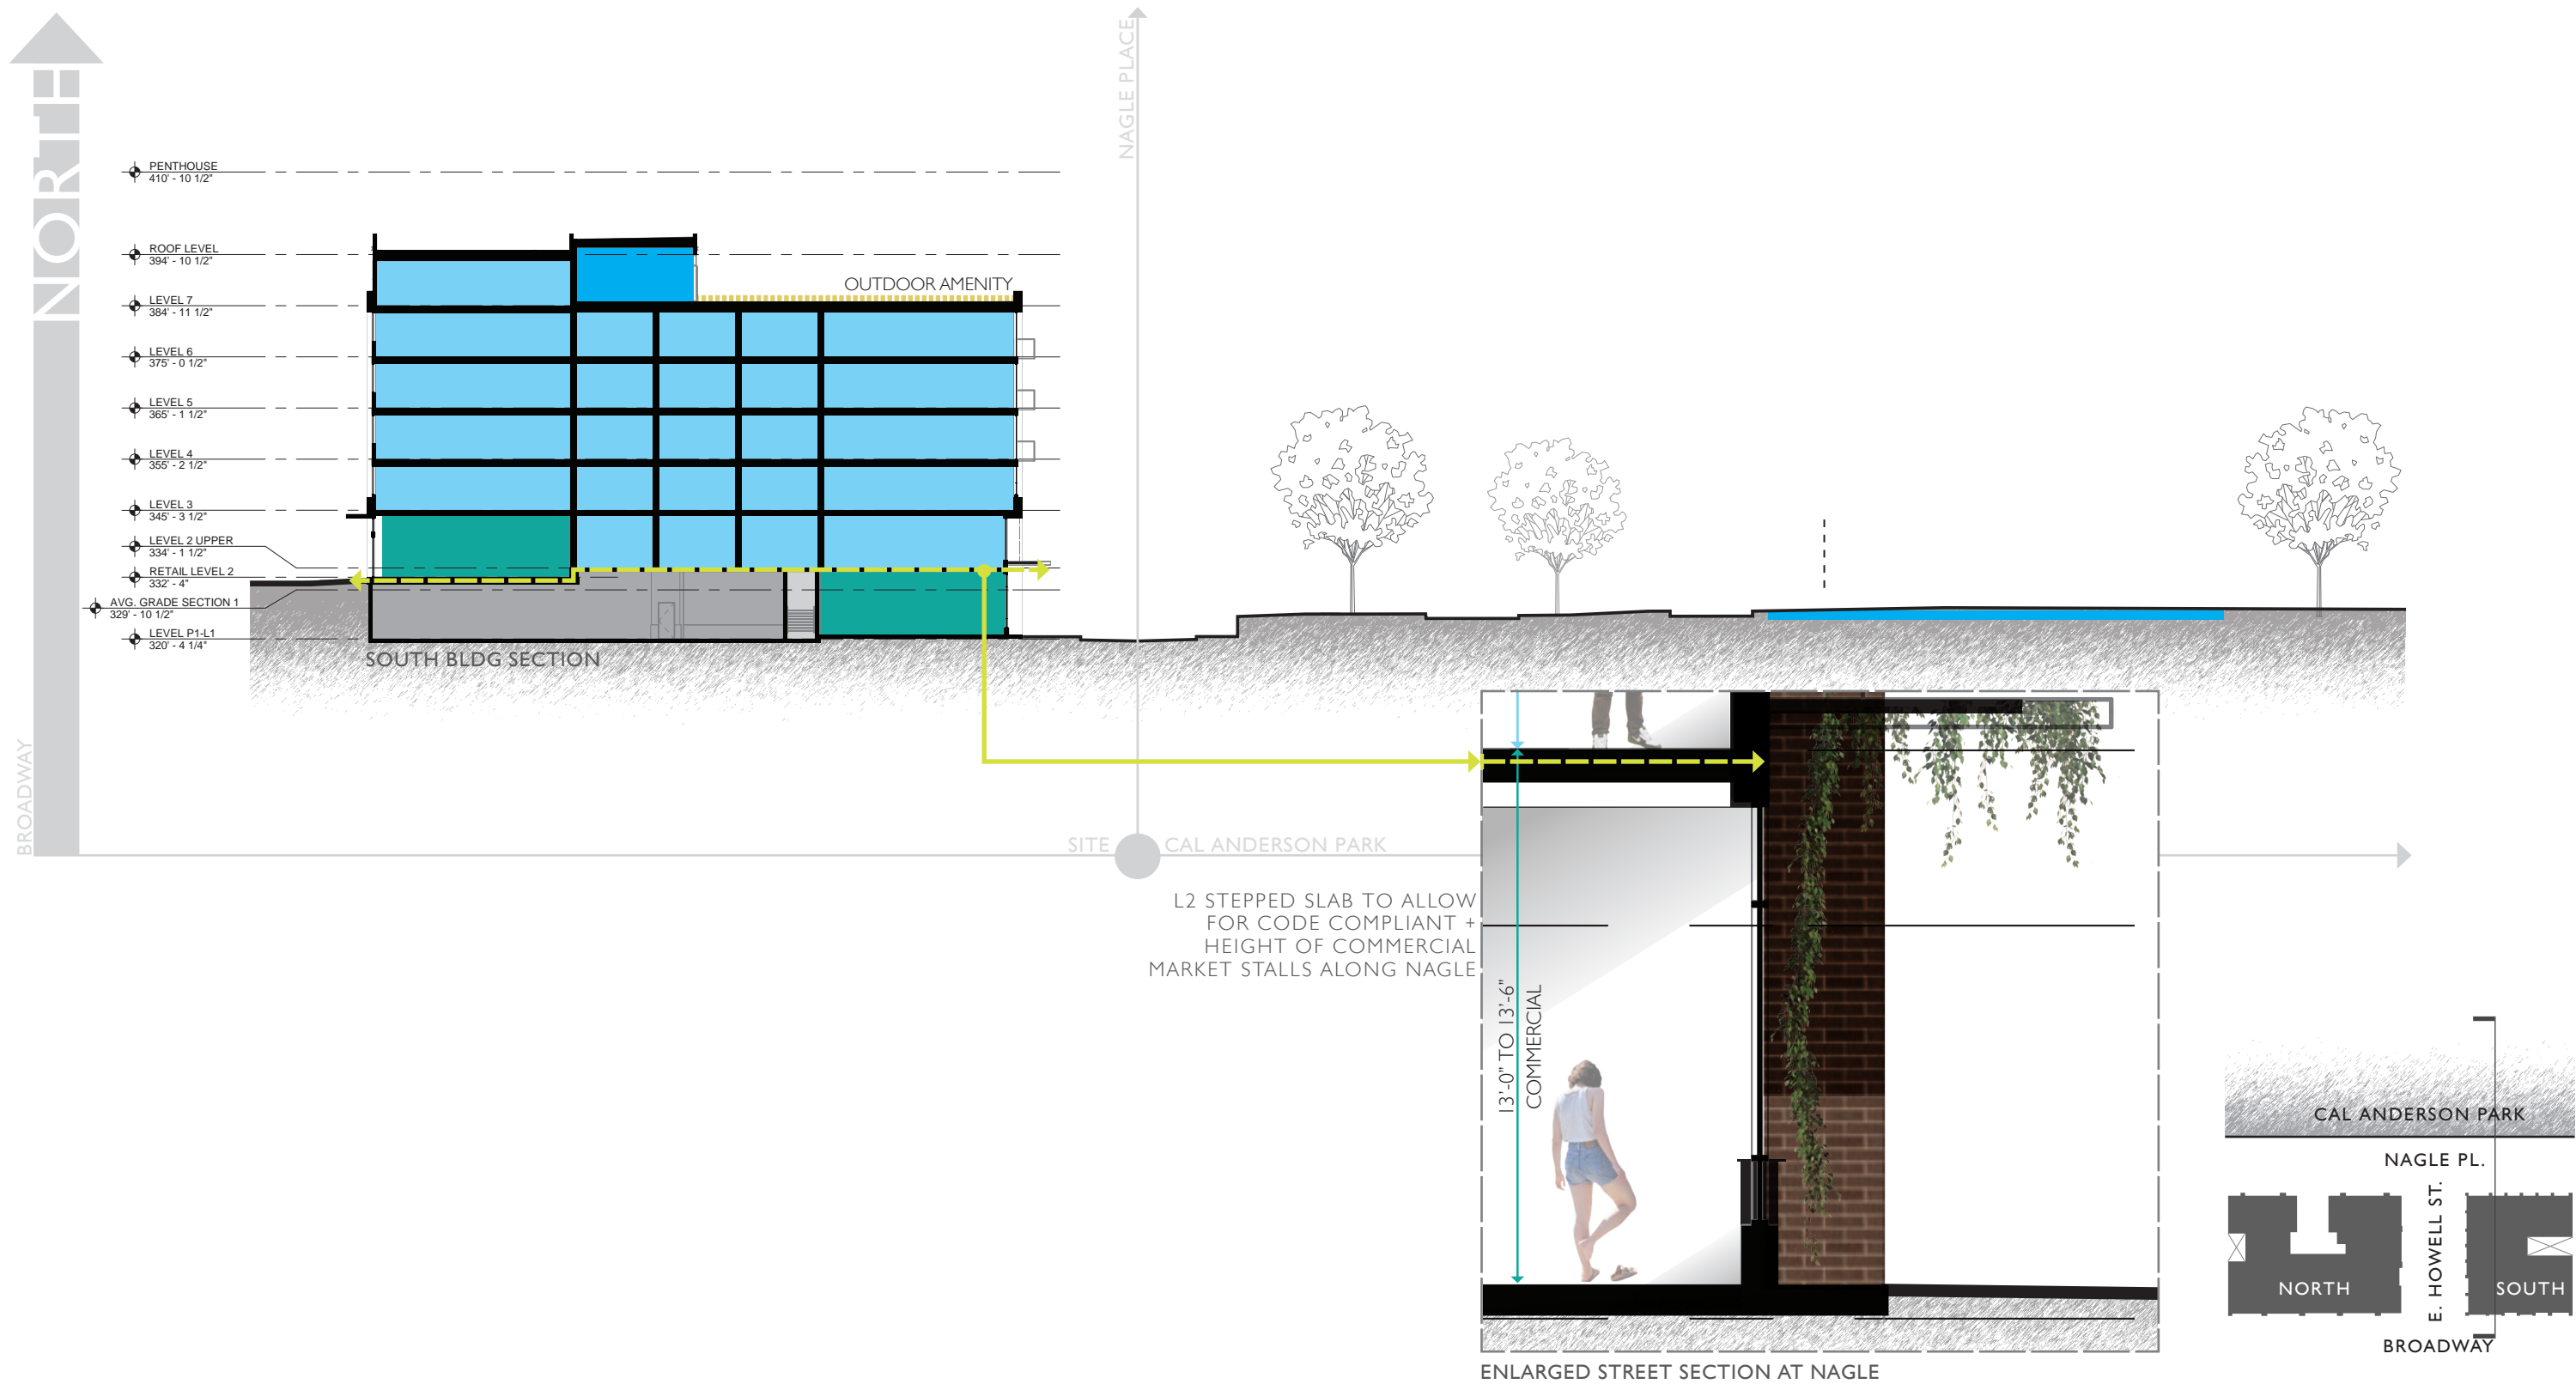 NORTH
NAGLE PLACE
PENTHOUSE
410' - 10 1/2"
ROOF LEVEL
394' - 10 1/2"
LEVEL 7
384' - 11 1/2"
OUTDOOR AMENITY
LEVEL 6
375' - 0 1/2"
LEVEL 5
365' - 1 1/2"
LEVEL 4
355' - 2 1/2"
LEVEL 3
345' - 3 1/2"
LEVEL 2 UPPER
334' - 1 1/2"
RETAIL LEVEL 2
332' - 4"
AVG. GRADE SECTION 1
329' - 10 1/2"
LEVEL P1-L1
320' - 4 1/4"
SOUTH BLDG SECTION
BROADWAY
SITE
CAL ANDERSON PARK
L2 STEPPED SLAB TO ALLOW
FOR CODE COMPLIANT +
HEIGHT OF COMMERCIAL
MARKET STALLS ALONG NAGLE
13'-0" TO 13'-6"
COMMERCIAL
ENLARGED STREET SECTION AT NAGLE
CAL ANDERSON PARK
NAGLE PL.
E. HOWELL ST.
NORTH
SOUTH
BROADWAY